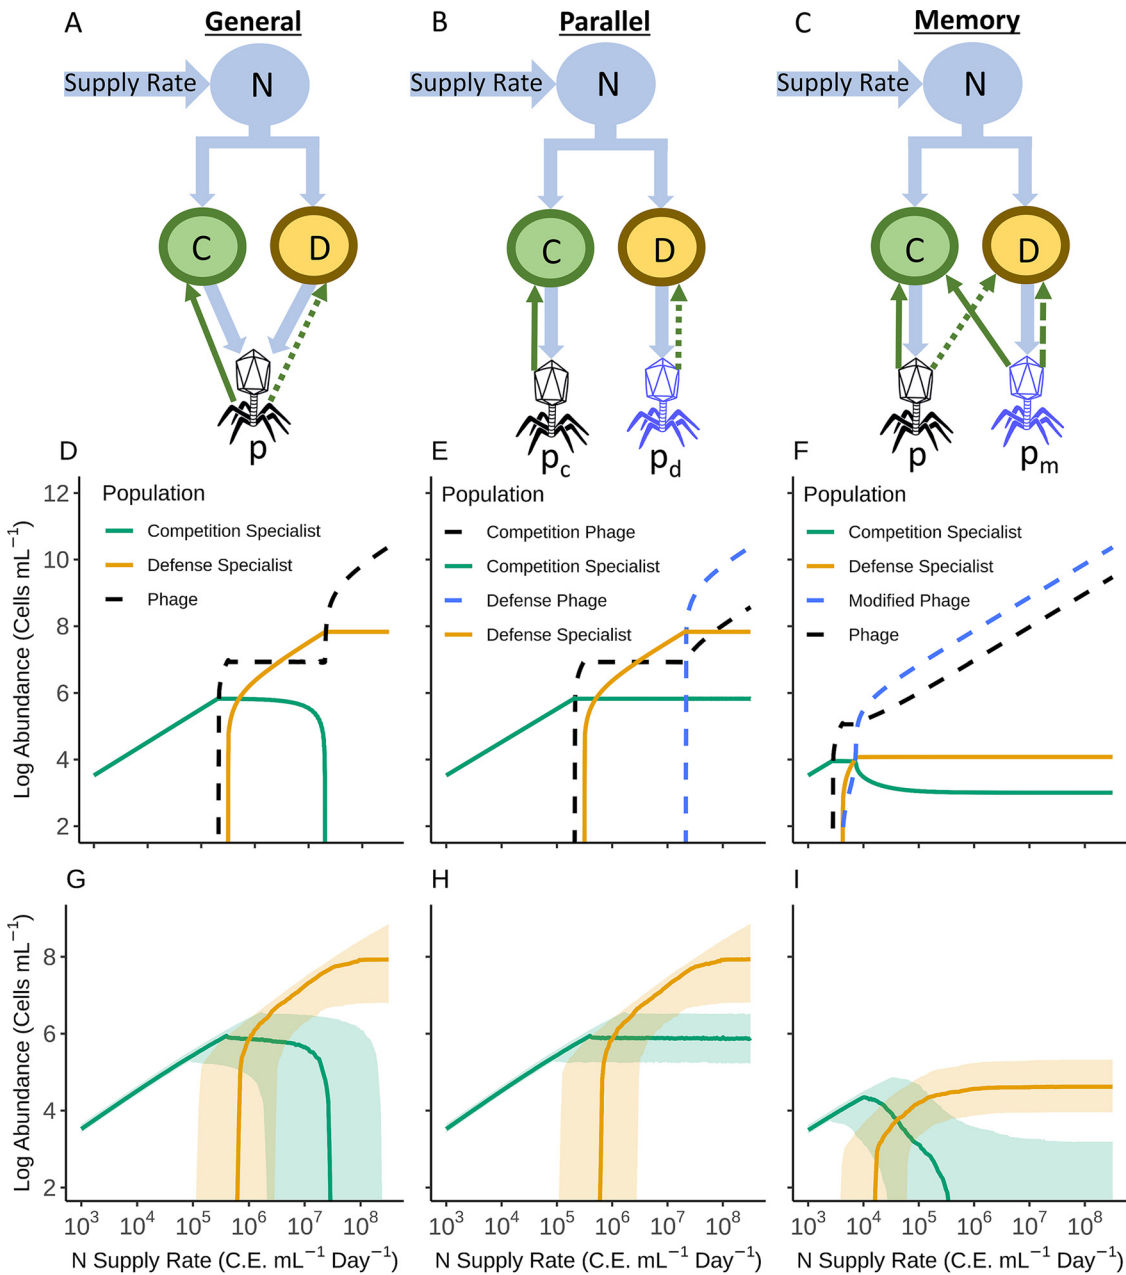 A General
B Parallel
C Memory
Supply Rate N
Supply Rate N
Supply Rate N
C D
C D
C D
p
p_c p_d
p p_m
D
Log Abundance (Cells mL⁻¹)
12
10
8
6
4
2
Population
Competition Specialist
Defense Specialist
Phage
E
Population
Competition Phage
Competition Specialist
Defense Phage
Defense Specialist
F
Population
Competition Specialist
Defense Specialist
Modified Phage
Phage
G
H
I
Log Abundance (Cells mL⁻¹)
8
6
4
2
10³ 10⁴ 10⁵ 10⁶ 10⁷ 10⁸
10³ 10⁴ 10⁵ 10⁶ 10⁷ 10⁸
10³ 10⁴ 10⁵ 10⁶ 10⁷ 10⁸
N Supply Rate (C.E. mL⁻¹ Day⁻¹)
N Supply Rate (C.E. mL⁻¹ Day⁻¹)
N Supply Rate (C.E. mL⁻¹ Day⁻¹)